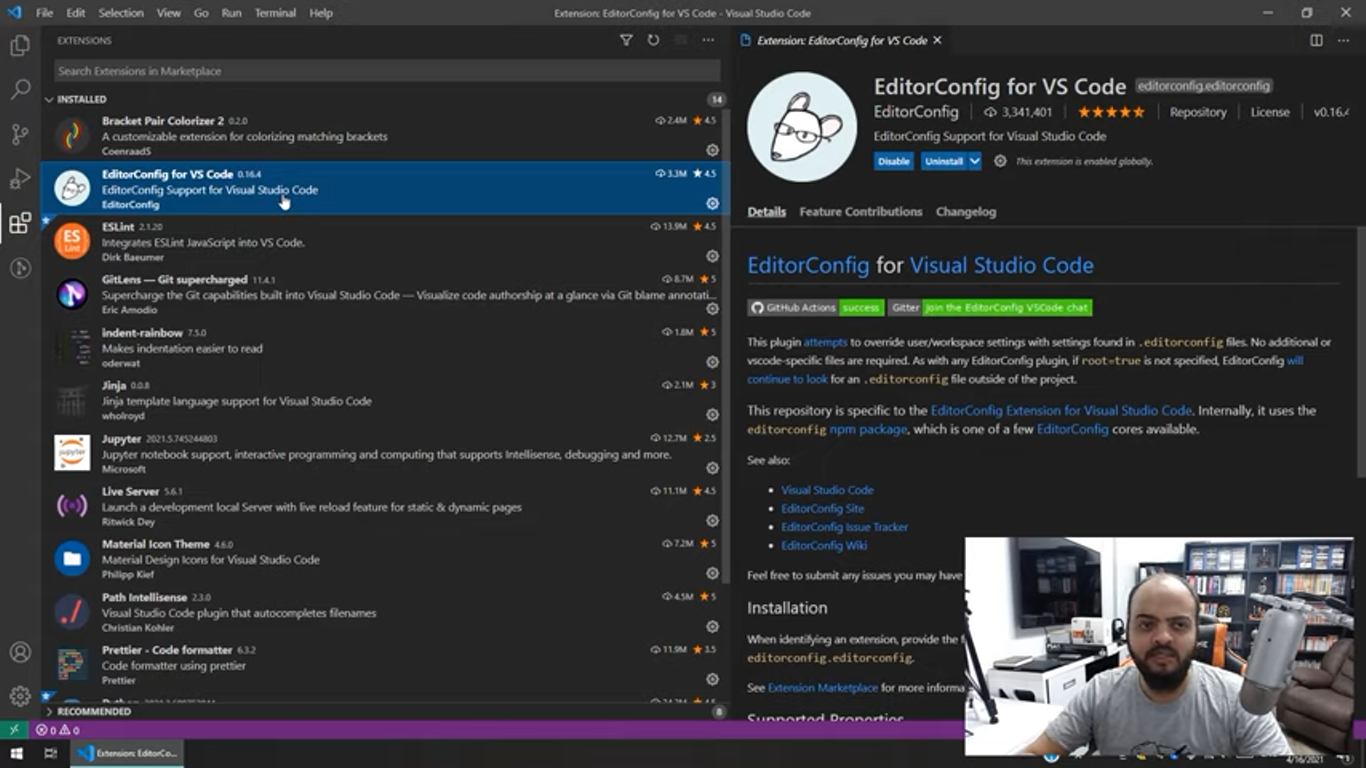 File Edit Selection View Go Run Terminal Help
Extension: EditorConfig for VS Code - Visual Studio Code
EXTENSIONS
Search Extensions in Marketplace
INSTALLED 14
Bracket Pair Colorizer 2 0.2.0 2.4M 4.5
A customizable extension for colorizing matching brackets
CoenraadS
EditorConfig for VS Code 0.16.4 3.3M 4.5
EditorConfig Support for Visual Studio Code
EditorConfig
ESLint 2.1.20 13.9M 4.5
Integrates ESLint JavaScript into VS Code.
Dirk Baeumer
GitLens — Git supercharged 11.4.1 8.7M 5
Supercharge the Git capabilities built into Visual Studio Code — Visualize code authorship at a glance via Git blame annotati...
Eric Amodio
indent-rainbow 7.5.0 1.8M 5
Makes indentation easier to read
oderwat
Jinja 0.0.8 2.1M 3
Jinja template language support for Visual Studio Code
wholroyd
Jupyter 2021.5.745244803 12.7M 2.5
Jupyter notebook support, interactive programming and computing that supports Intellisense, debugging and more.
Microsoft
Live Server 5.6.1 11.1M 4.5
Launch a development local Server with live reload feature for static & dynamic pages
Ritwick Dey
Material Icon Theme 4.6.0 7.2M 5
Material Design Icons for Visual Studio Code
Philipp Kief
Path Intellisense 2.3.0 4.5M 5
Visual Studio Code plugin that autocompletes filenames
Christian Kohler
Prettier - Code formatter 6.3.2 11.9M 3.5
Code formatter using prettier
Prettier
RECOMMENDED 8
Extension: EditorConfig for VS Code
EditorConfig for VS Code editorconfig.editorconfig
EditorConfig 3,341,401 Repository License v0.16.4
EditorConfig Support for Visual Studio Code
Disable Uninstall This extension is enabled globally.
Details Feature Contributions Changelog
EditorConfig for Visual Studio Code
GitHub Actions success Gitter join the EditorConfig VSCode chat
This plugin attempts to override user/workspace settings with settings found in .editorconfig files. No additional or
vscode-specific files are required. As with any EditorConfig plugin, if root=true is not specified, EditorConfig will
continue to look for an .editorconfig file outside of the project.
This repository is specific to the EditorConfig Extension for Visual Studio Code. Internally, it uses the
editorconfig npm package, which is one of a few EditorConfig cores available.
See also:
Visual Studio Code
EditorConfig Site
EditorConfig Issue Tracker
EditorConfig Wiki
Feel free to submit any issues you may have
Installation
When identifying an extension, provide the f
editorconfig.editorconfig.
See Extension Marketplace for more informa
Supported Properties
0 0
Extension: EditorCo...
4/16/2021